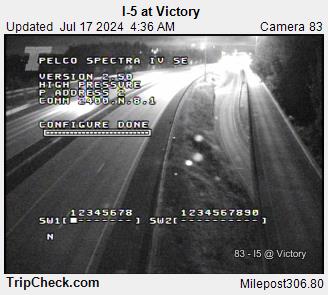 I-5 at Victory
Updated Jul 17 2024 4:36 AM Camera 83
PELCO SPECTRA IV SE
VERSION 2.50
HIGH PRESSURE
P ADDRESS 2
COMM 2400,N,8,1
CONFIGURE DONE
12345678 1234567890
SW1[■-------] SW2[----------]
N
83 - I5 @ Victory
TripCheck.com Milepost306.80